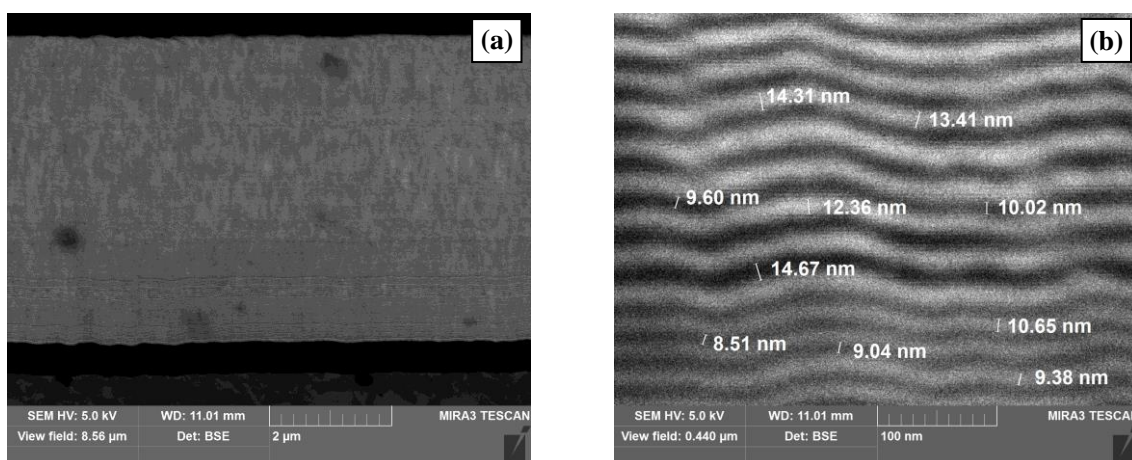 (a)
SEM HV: 5.0 kV WD: 11.01 mm MIRA3 TESCAN
View field: 8.56 µm Det: BSE 2 µm
(b)
14.31 nm
13.41 nm
9.60 nm 12.36 nm 10.02 nm
14.67 nm
10.65 nm
8.51 nm 9.04 nm
9.38 nm
SEM HV: 5.0 kV WD: 11.01 mm MIRA3 TESCAN
View field: 0.440 µm Det: BSE 100 nm